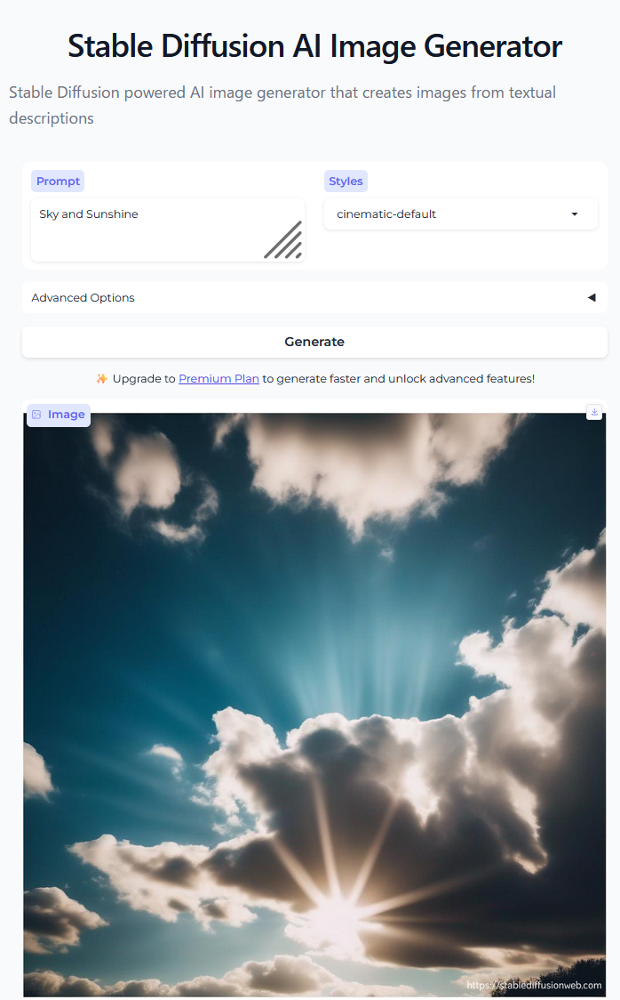 Stable Diffusion AI Image Generator
Stable Diffusion powered AI image generator that creates images from textual
descriptions
Prompt
Styles
Sky and Sunshine
cinematic-default
Advanced Options
Generate
✨ Upgrade to Premium Plan to generate faster and unlock advanced features!
Image
https://stablediffusionweb.com